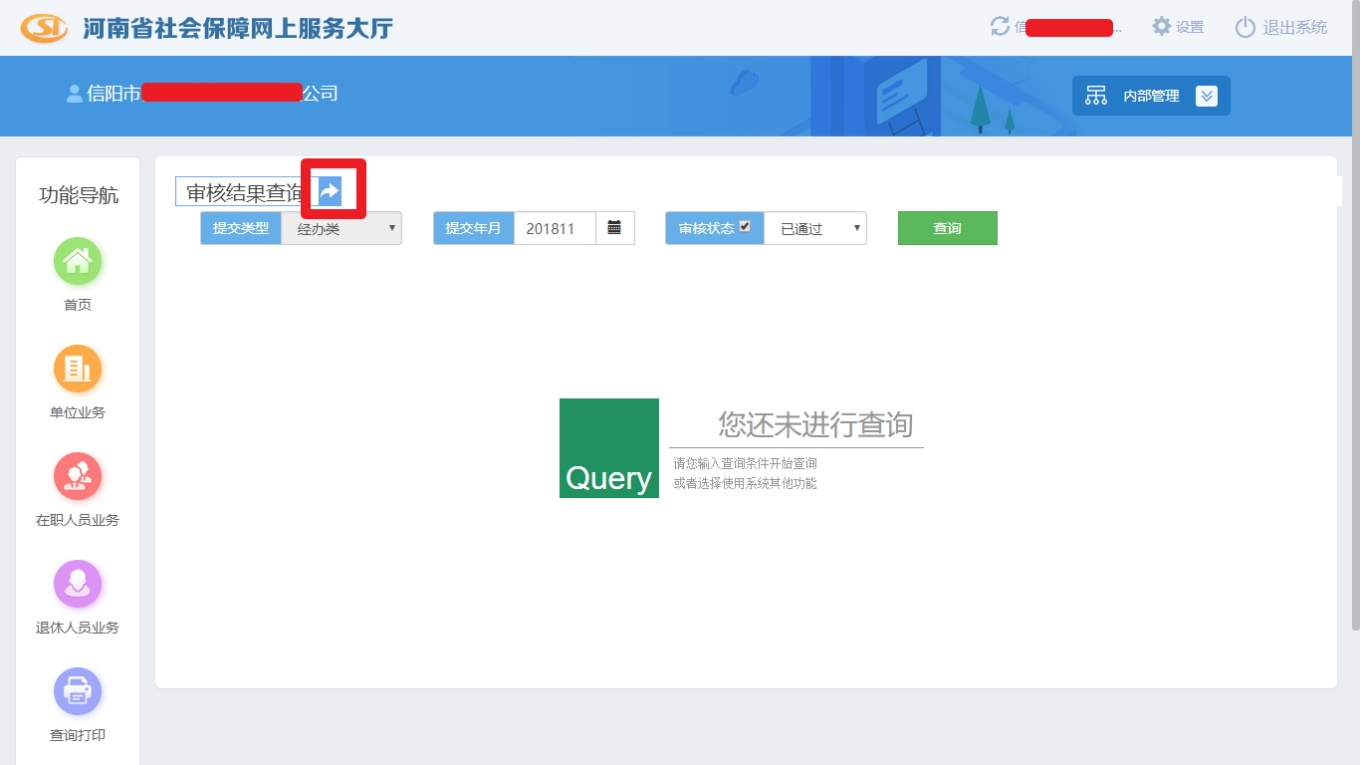 河南省社会保障网上服务大厅
信 ...
设置
退出系统
信阳市 公司
内部管理
功能导航
首页
单位业务
在职人员业务
退休人员业务
查询打印
审核结果查询
提交类型
经办类
提交年月
201811
审核状态
已通过
查询
Query
您还未进行查询
请您输入查询条件开始查询
或者选择使用系统其他功能